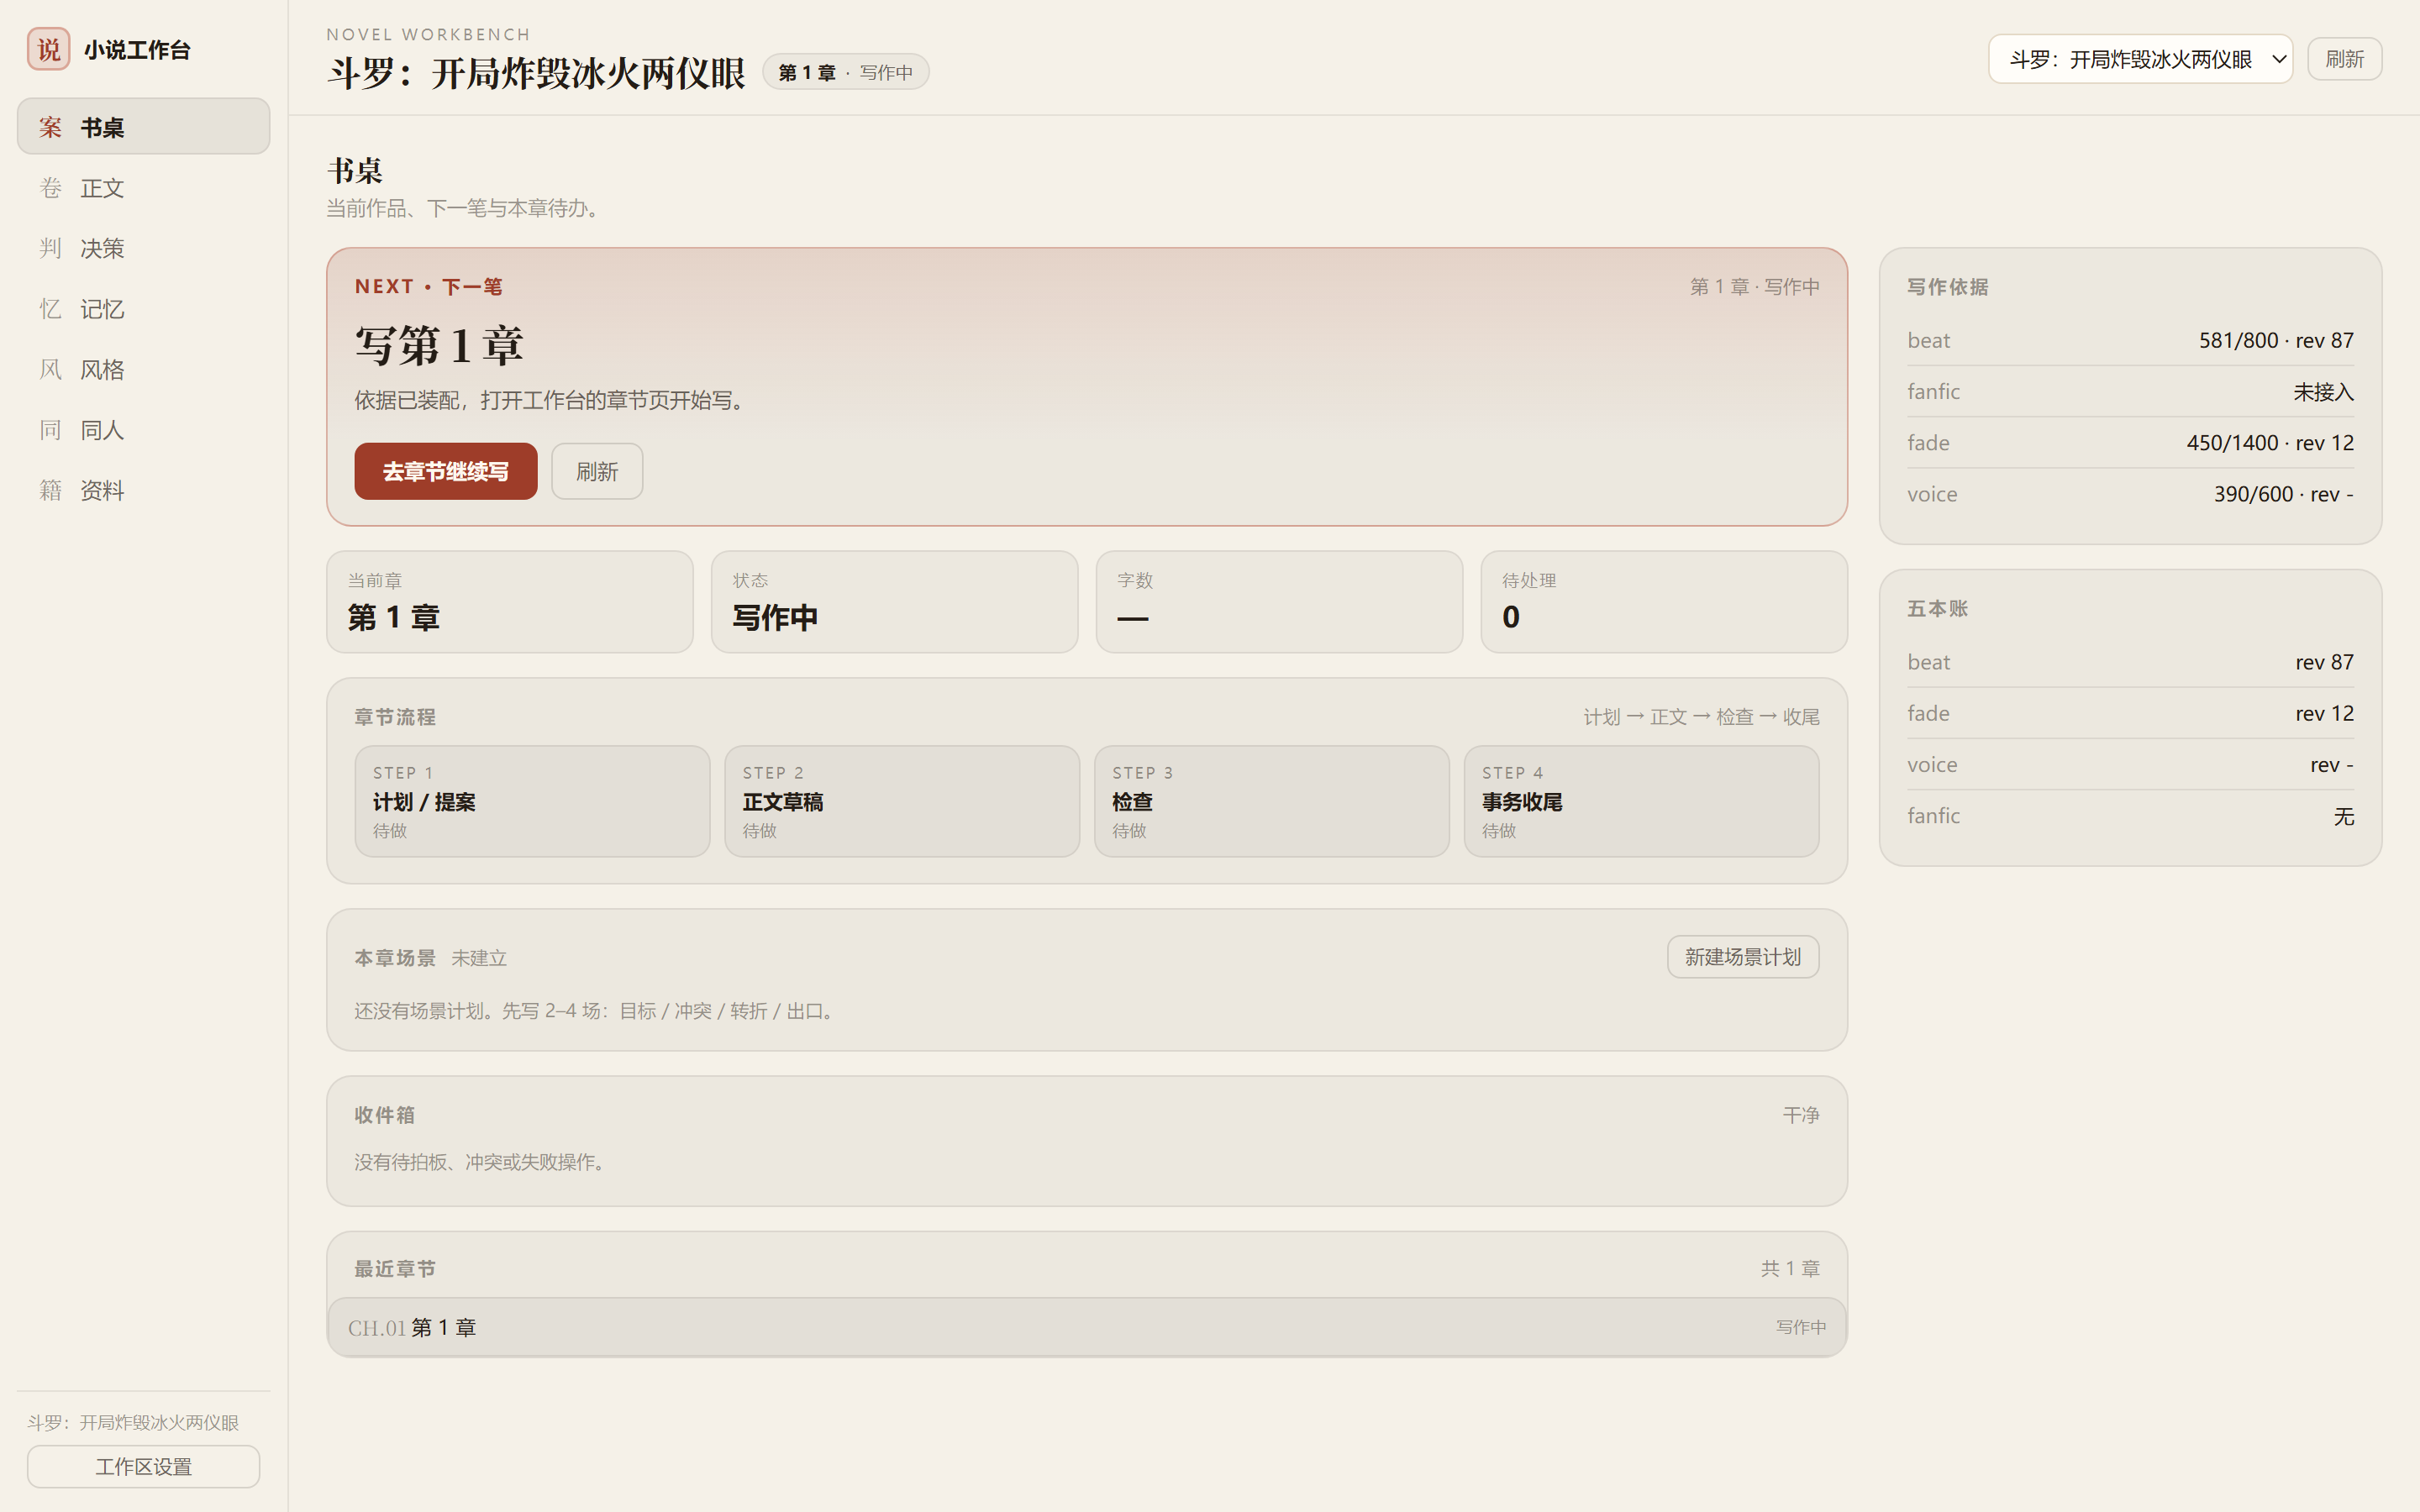 说 小说工作台
案 书桌
卷 正文
判 决策
忆 记忆
风 风格
同 同人
籍 资料
斗罗：开局炸毁冰火两仪眼
工作区设置
NOVEL WORKBENCH
斗罗：开局炸毁冰火两仪眼 第 1 章 · 写作中
斗罗：开局炸毁冰火两仪眼 刷新
书桌
当前作品、下一笔与本章待办。
NEXT • 下一笔 第 1 章 · 写作中
写第 1 章
依据已装配，打开工作台的章节页开始写。
去章节继续写 刷新
当前章
第 1 章
状态
写作中
字数
—
待处理
0
章节流程 计划 → 正文 → 检查 → 收尾
STEP 1
计划 / 提案
待做
STEP 2
正文草稿
待做
STEP 3
检查
待做
STEP 4
事务收尾
待做
本章场景 未建立 新建场景计划
还没有场景计划。先写 2–4 场：目标 / 冲突 / 转折 / 出口。
收件箱 干净
没有待拍板、冲突或失败操作。
最近章节 共 1 章
CH.01 第 1 章 写作中
写作依据
beat 581/800 · rev 87
fanfic 未接入
fade 450/1400 · rev 12
voice 390/600 · rev -
五本账
beat rev 87
fade rev 12
voice rev -
fanfic 无